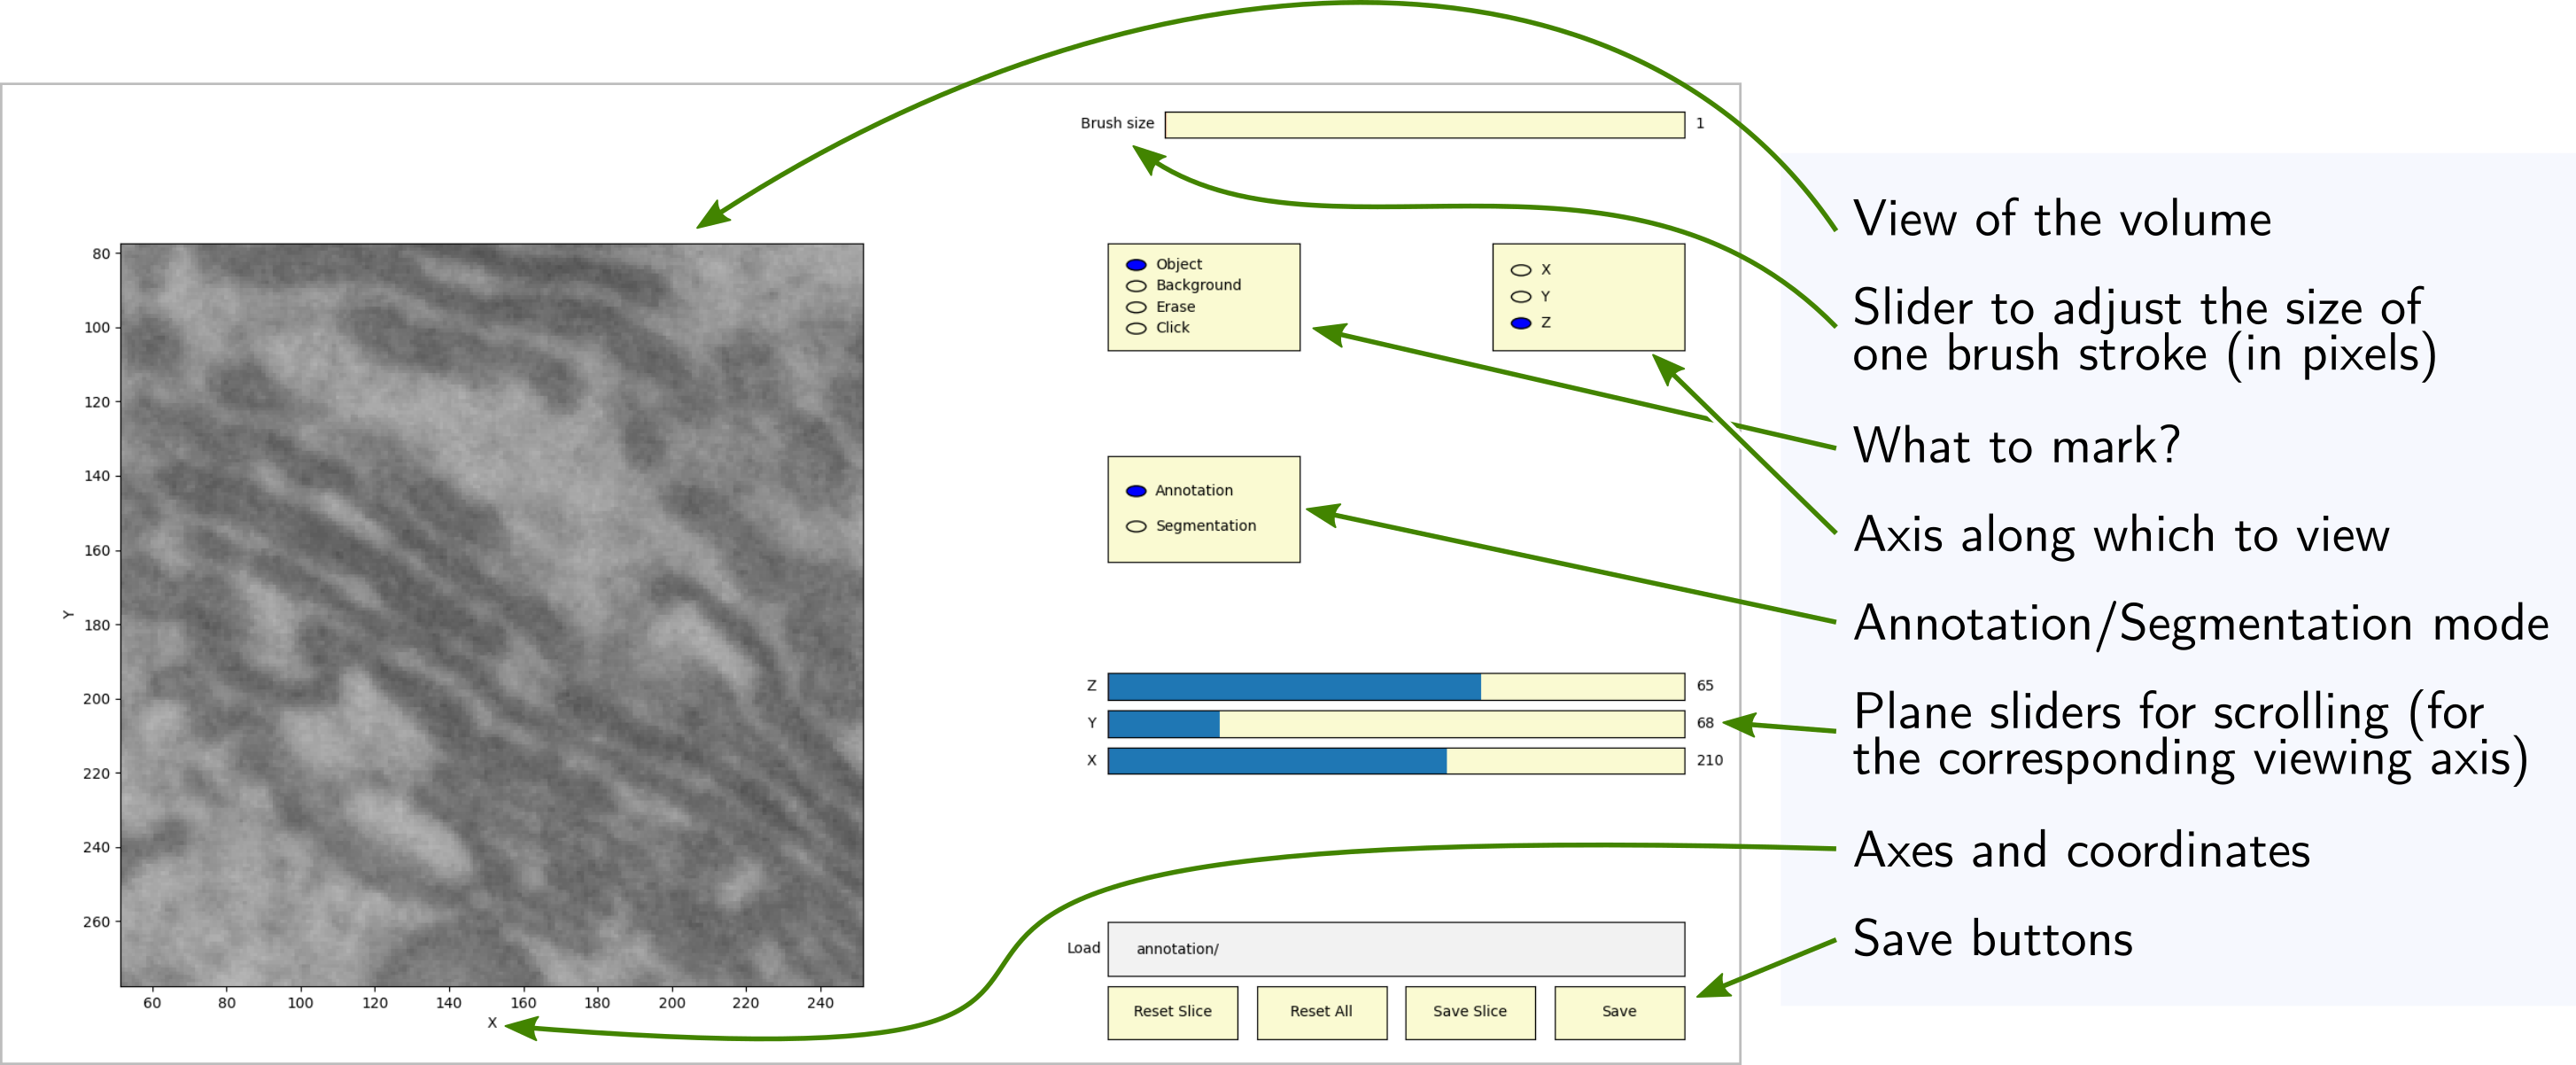 Brush size
1
80
100
120
140
160
180
200
220
240
260
Y
60 80 100 120 140 160 180 200 220 240
X
Object
Background
Erase
Click
X
Y
Z
Annotation
Segmentation
Z 65
Y 68
X 210
Load annotation/
Reset Slice Reset All Save Slice Save
View of the volume
Slider to adjust the size of
one brush stroke (in pixels)
What to mark?
Axis along which to view
Annotation/Segmentation mode
Plane sliders for scrolling (for
the corresponding viewing axis)
Axes and coordinates
Save buttons